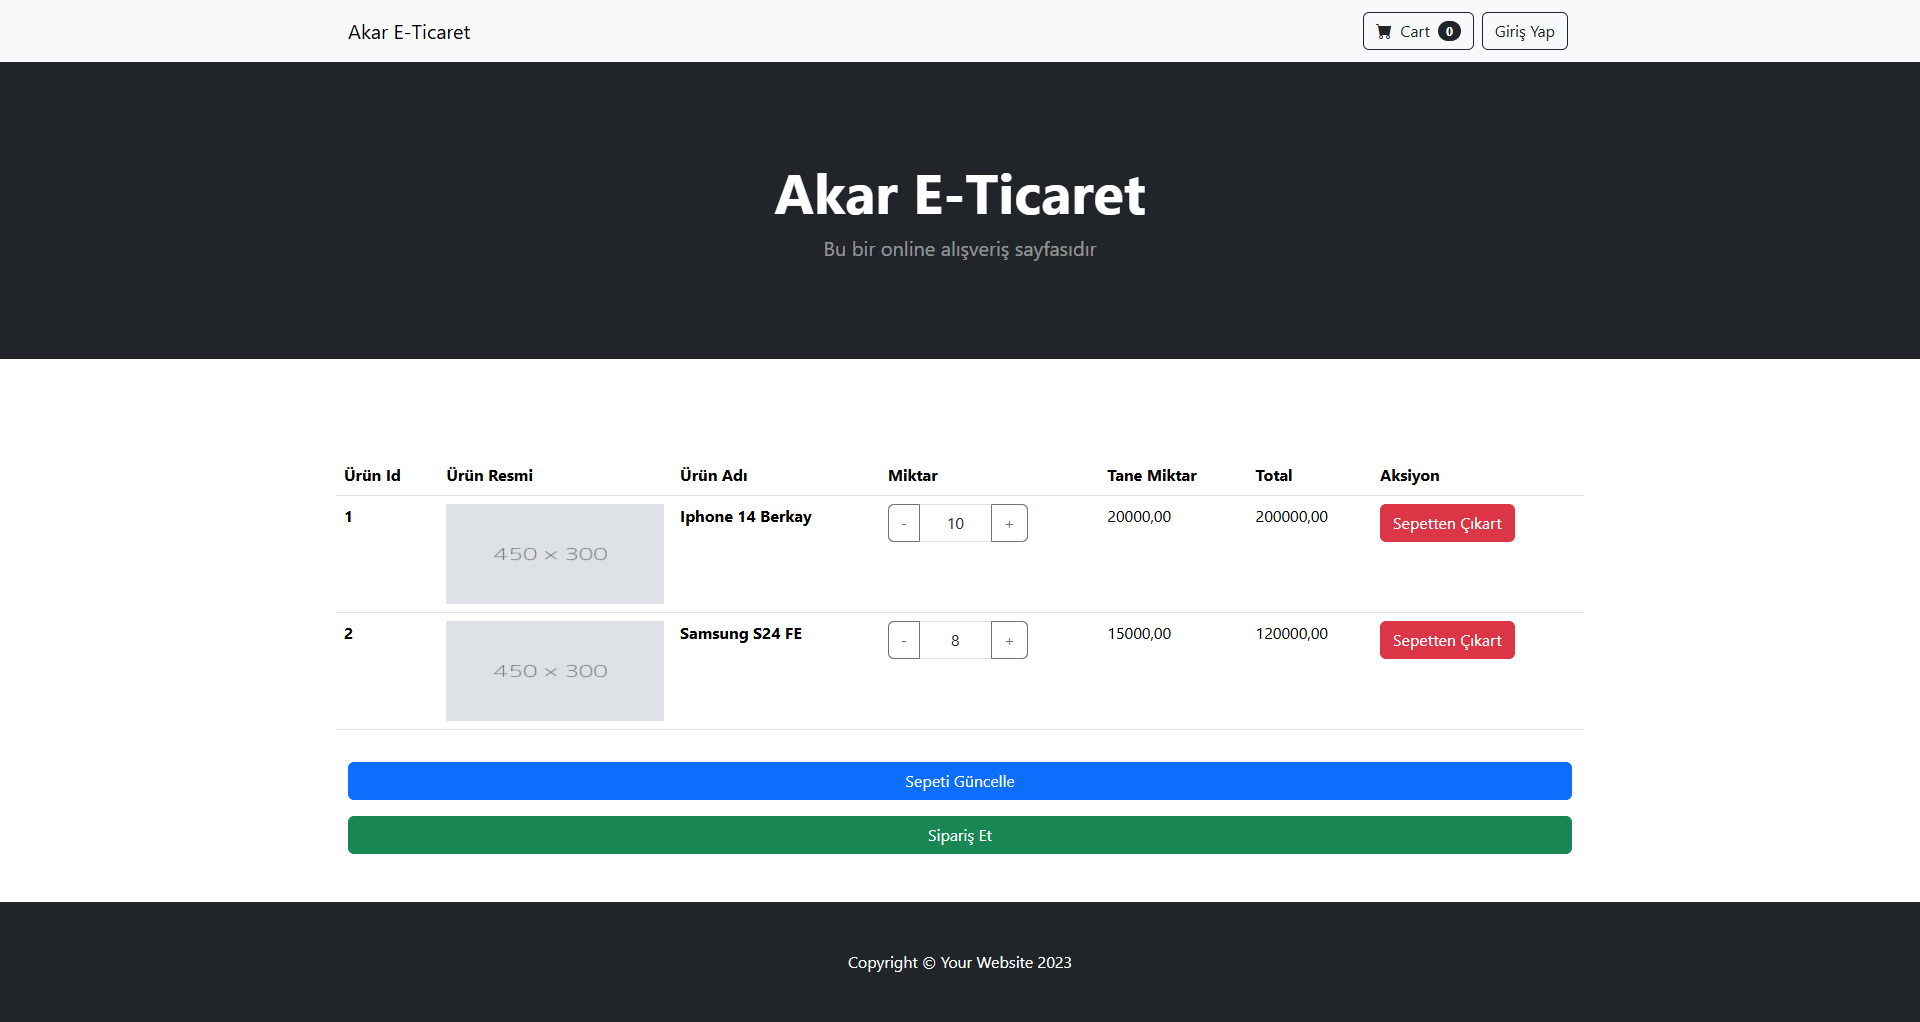 Akar E-Ticaret
Cart 0
Giriş Yap
Akar E-Ticaret
Bu bir online alışveriş sayfasıdır
Ürün Id Ürün Resmi Ürün Adı Miktar Tane Miktar Total Aksiyon
1 450 x 300 Iphone 14 Berkay - 10 + 20000,00 200000,00 Sepetten Çıkart
2 450 x 300 Samsung S24 FE - 8 + 15000,00 120000,00 Sepetten Çıkart
Sepeti Güncelle
Sipariş Et
Copyright © Your Website 2023